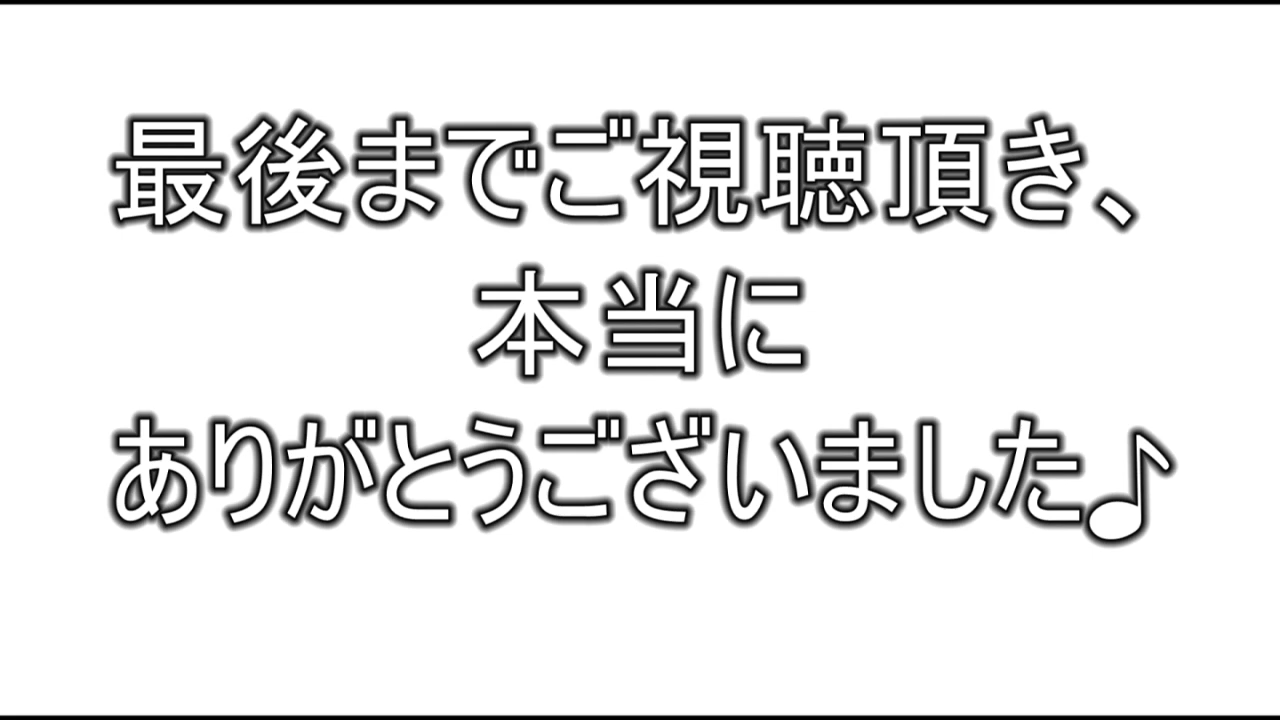 最後までご視聴頂き、
本当に
ありがとうございました♪